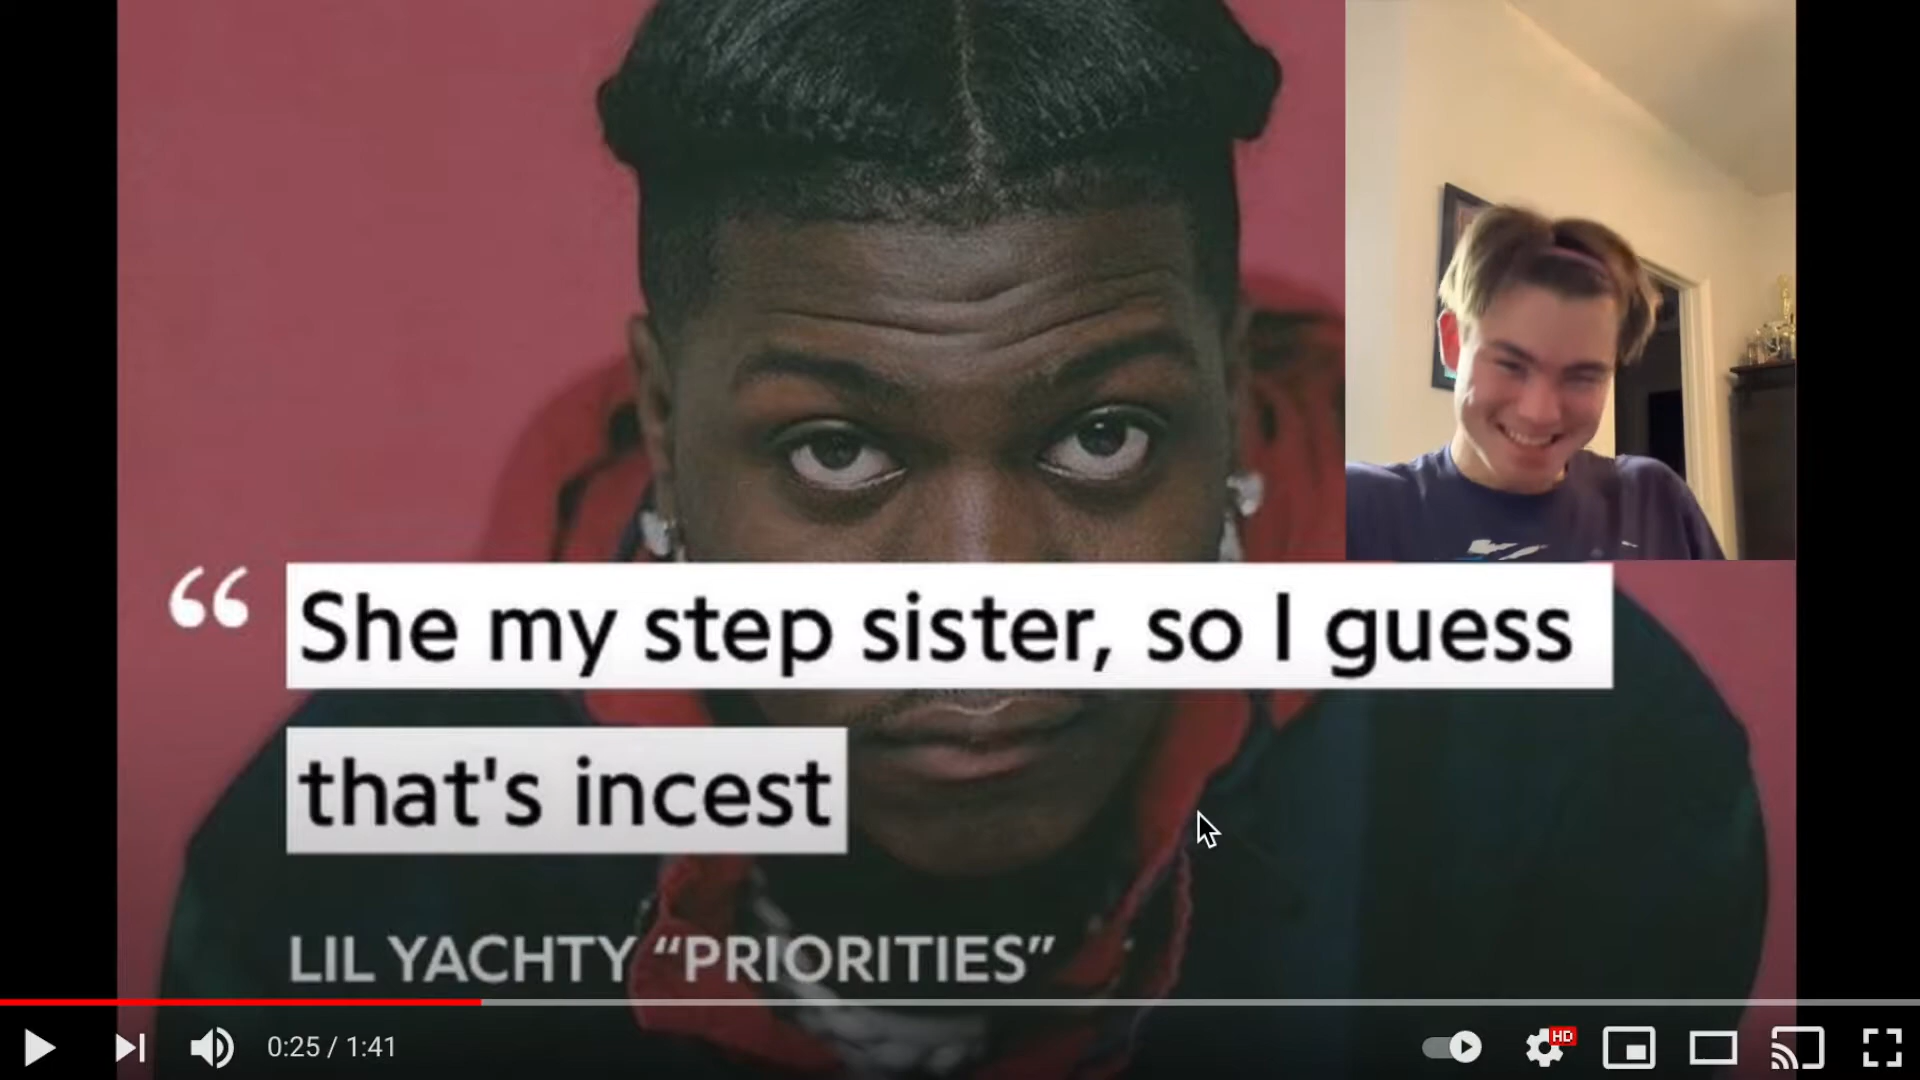 “ She my step sister, so I guess
that's incest
LIL YACHTY “PRIORITIES”
0:25 / 1:41
HD